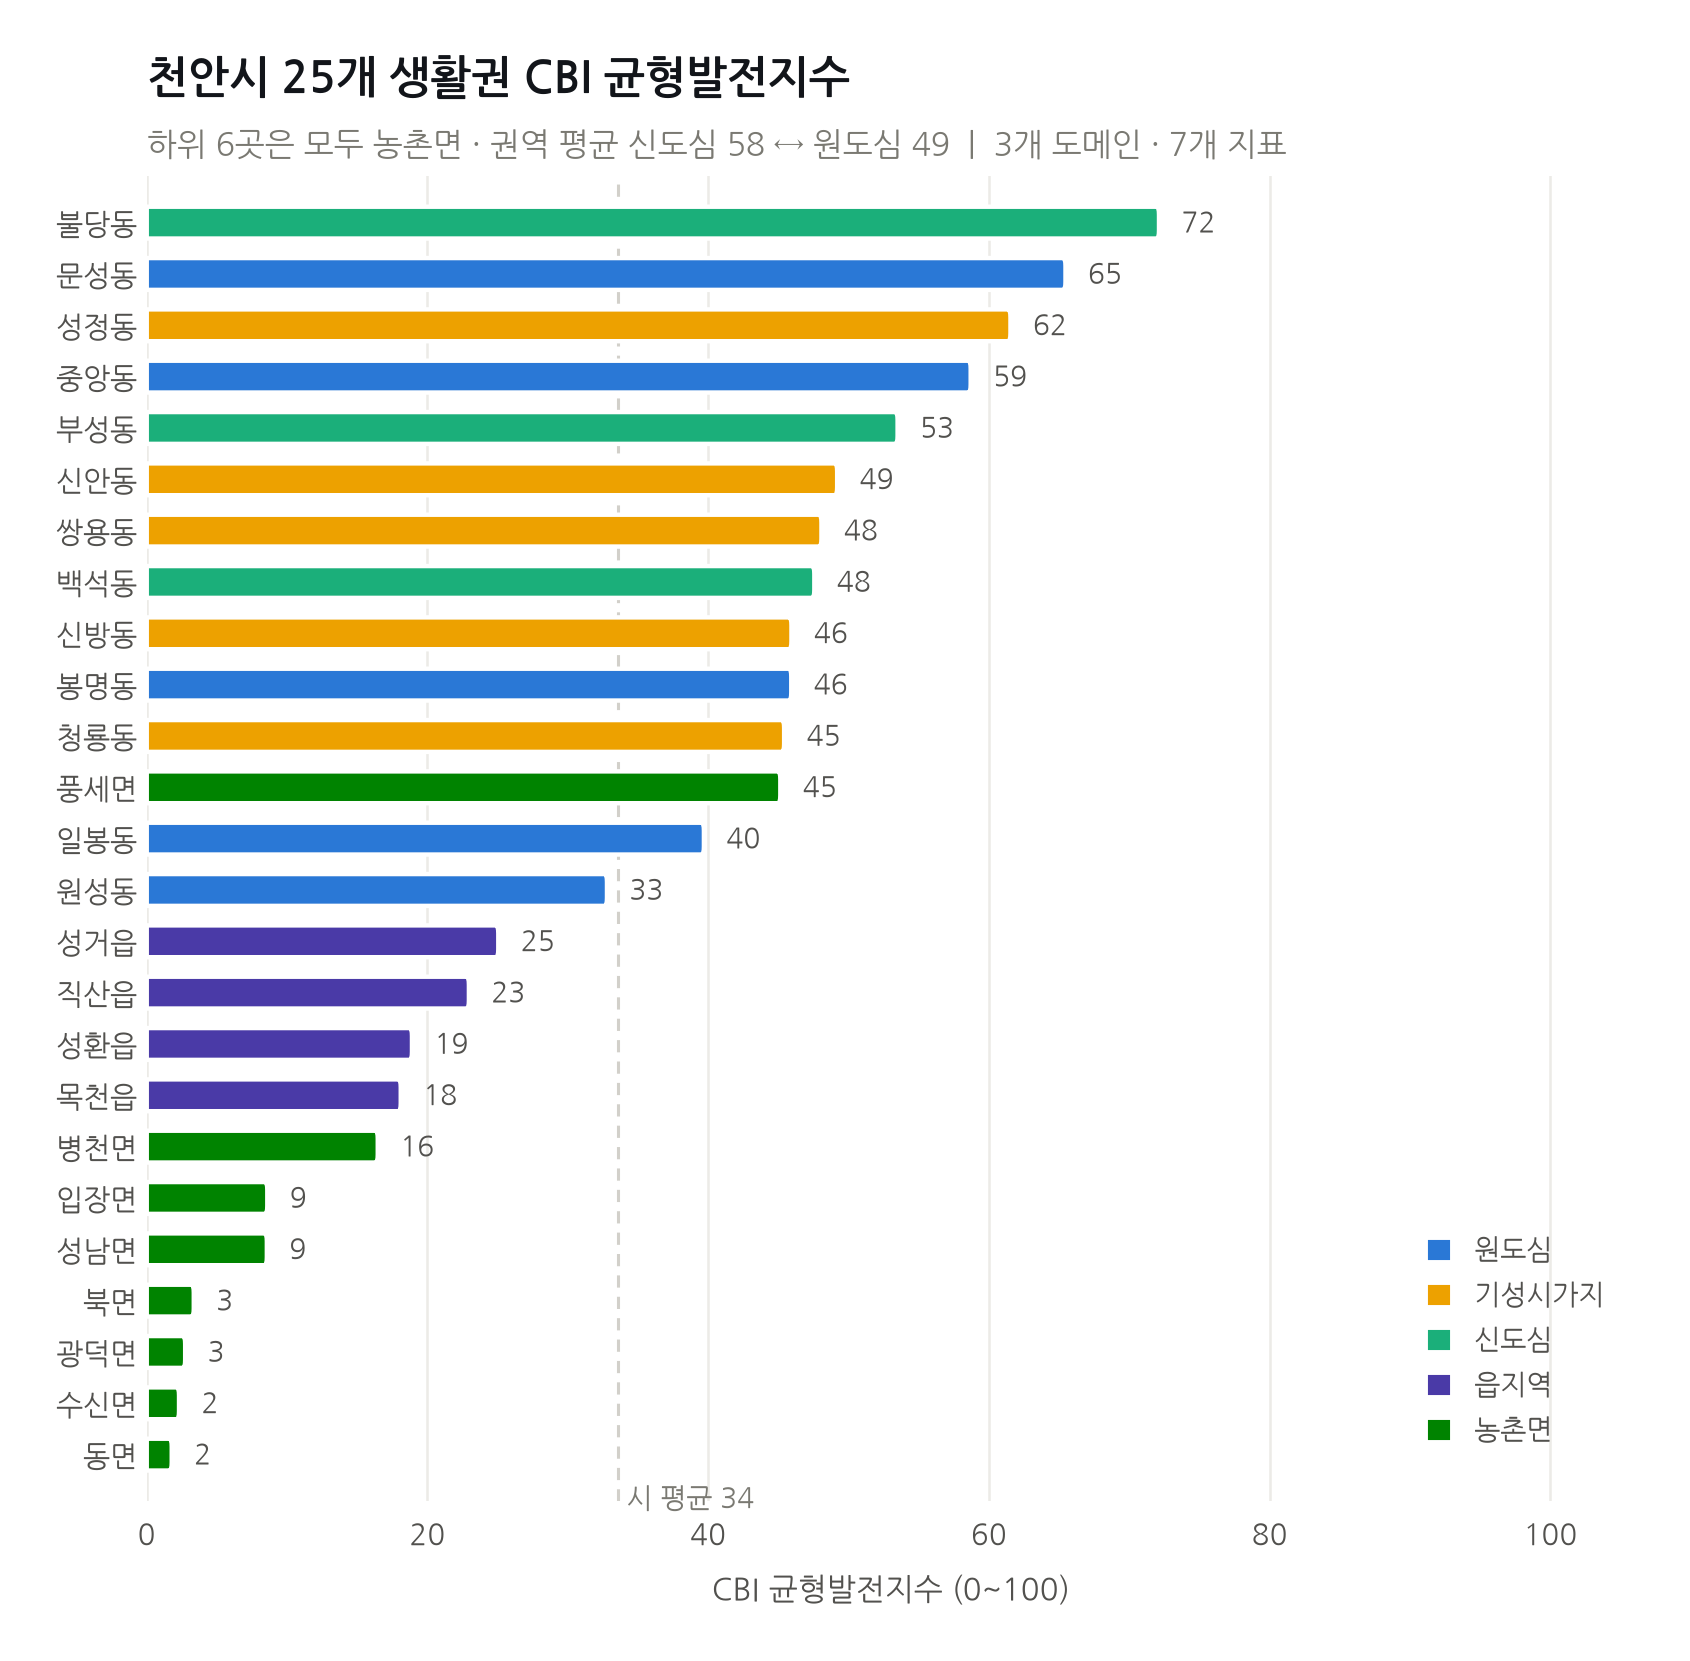 천안시 25개 생활권 CBI 균형발전지수
하위 6곳은 모두 농촌면 · 권역 평균 신도심 58 ↔ 원도심 49 | 3개 도메인 · 7개 지표
불당동 72
문성동 65
성정동 62
중앙동 59
부성동 53
신안동 49
쌍용동 48
백석동 48
신방동 46
봉명동 46
청룡동 45
풍세면 45
일봉동 40
원성동 33
성거읍 25
직산읍 23
성환읍 19
목천읍 18
병천면 16
입장면 9
성남면 9
북면 3
광덕면 3
수신면 2
동면 2
원도심
기성시가지
신도심
읍지역
농촌면
시 평균 34
0 20 40 60 80 100
CBI 균형발전지수 (0~100)